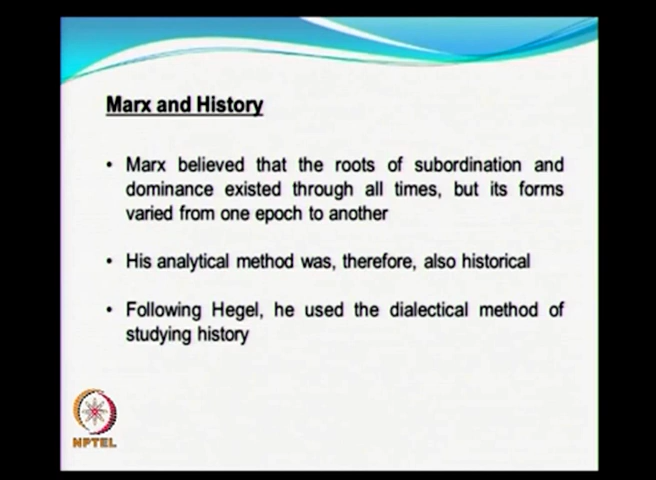 Marx and History
• Marx believed that the roots of subordination and
dominance existed through all times, but its forms
varied from one epoch to another
• His analytical method was, therefore, also historical
• Following Hegel, he used the dialectical method of
studying history
NPTEL